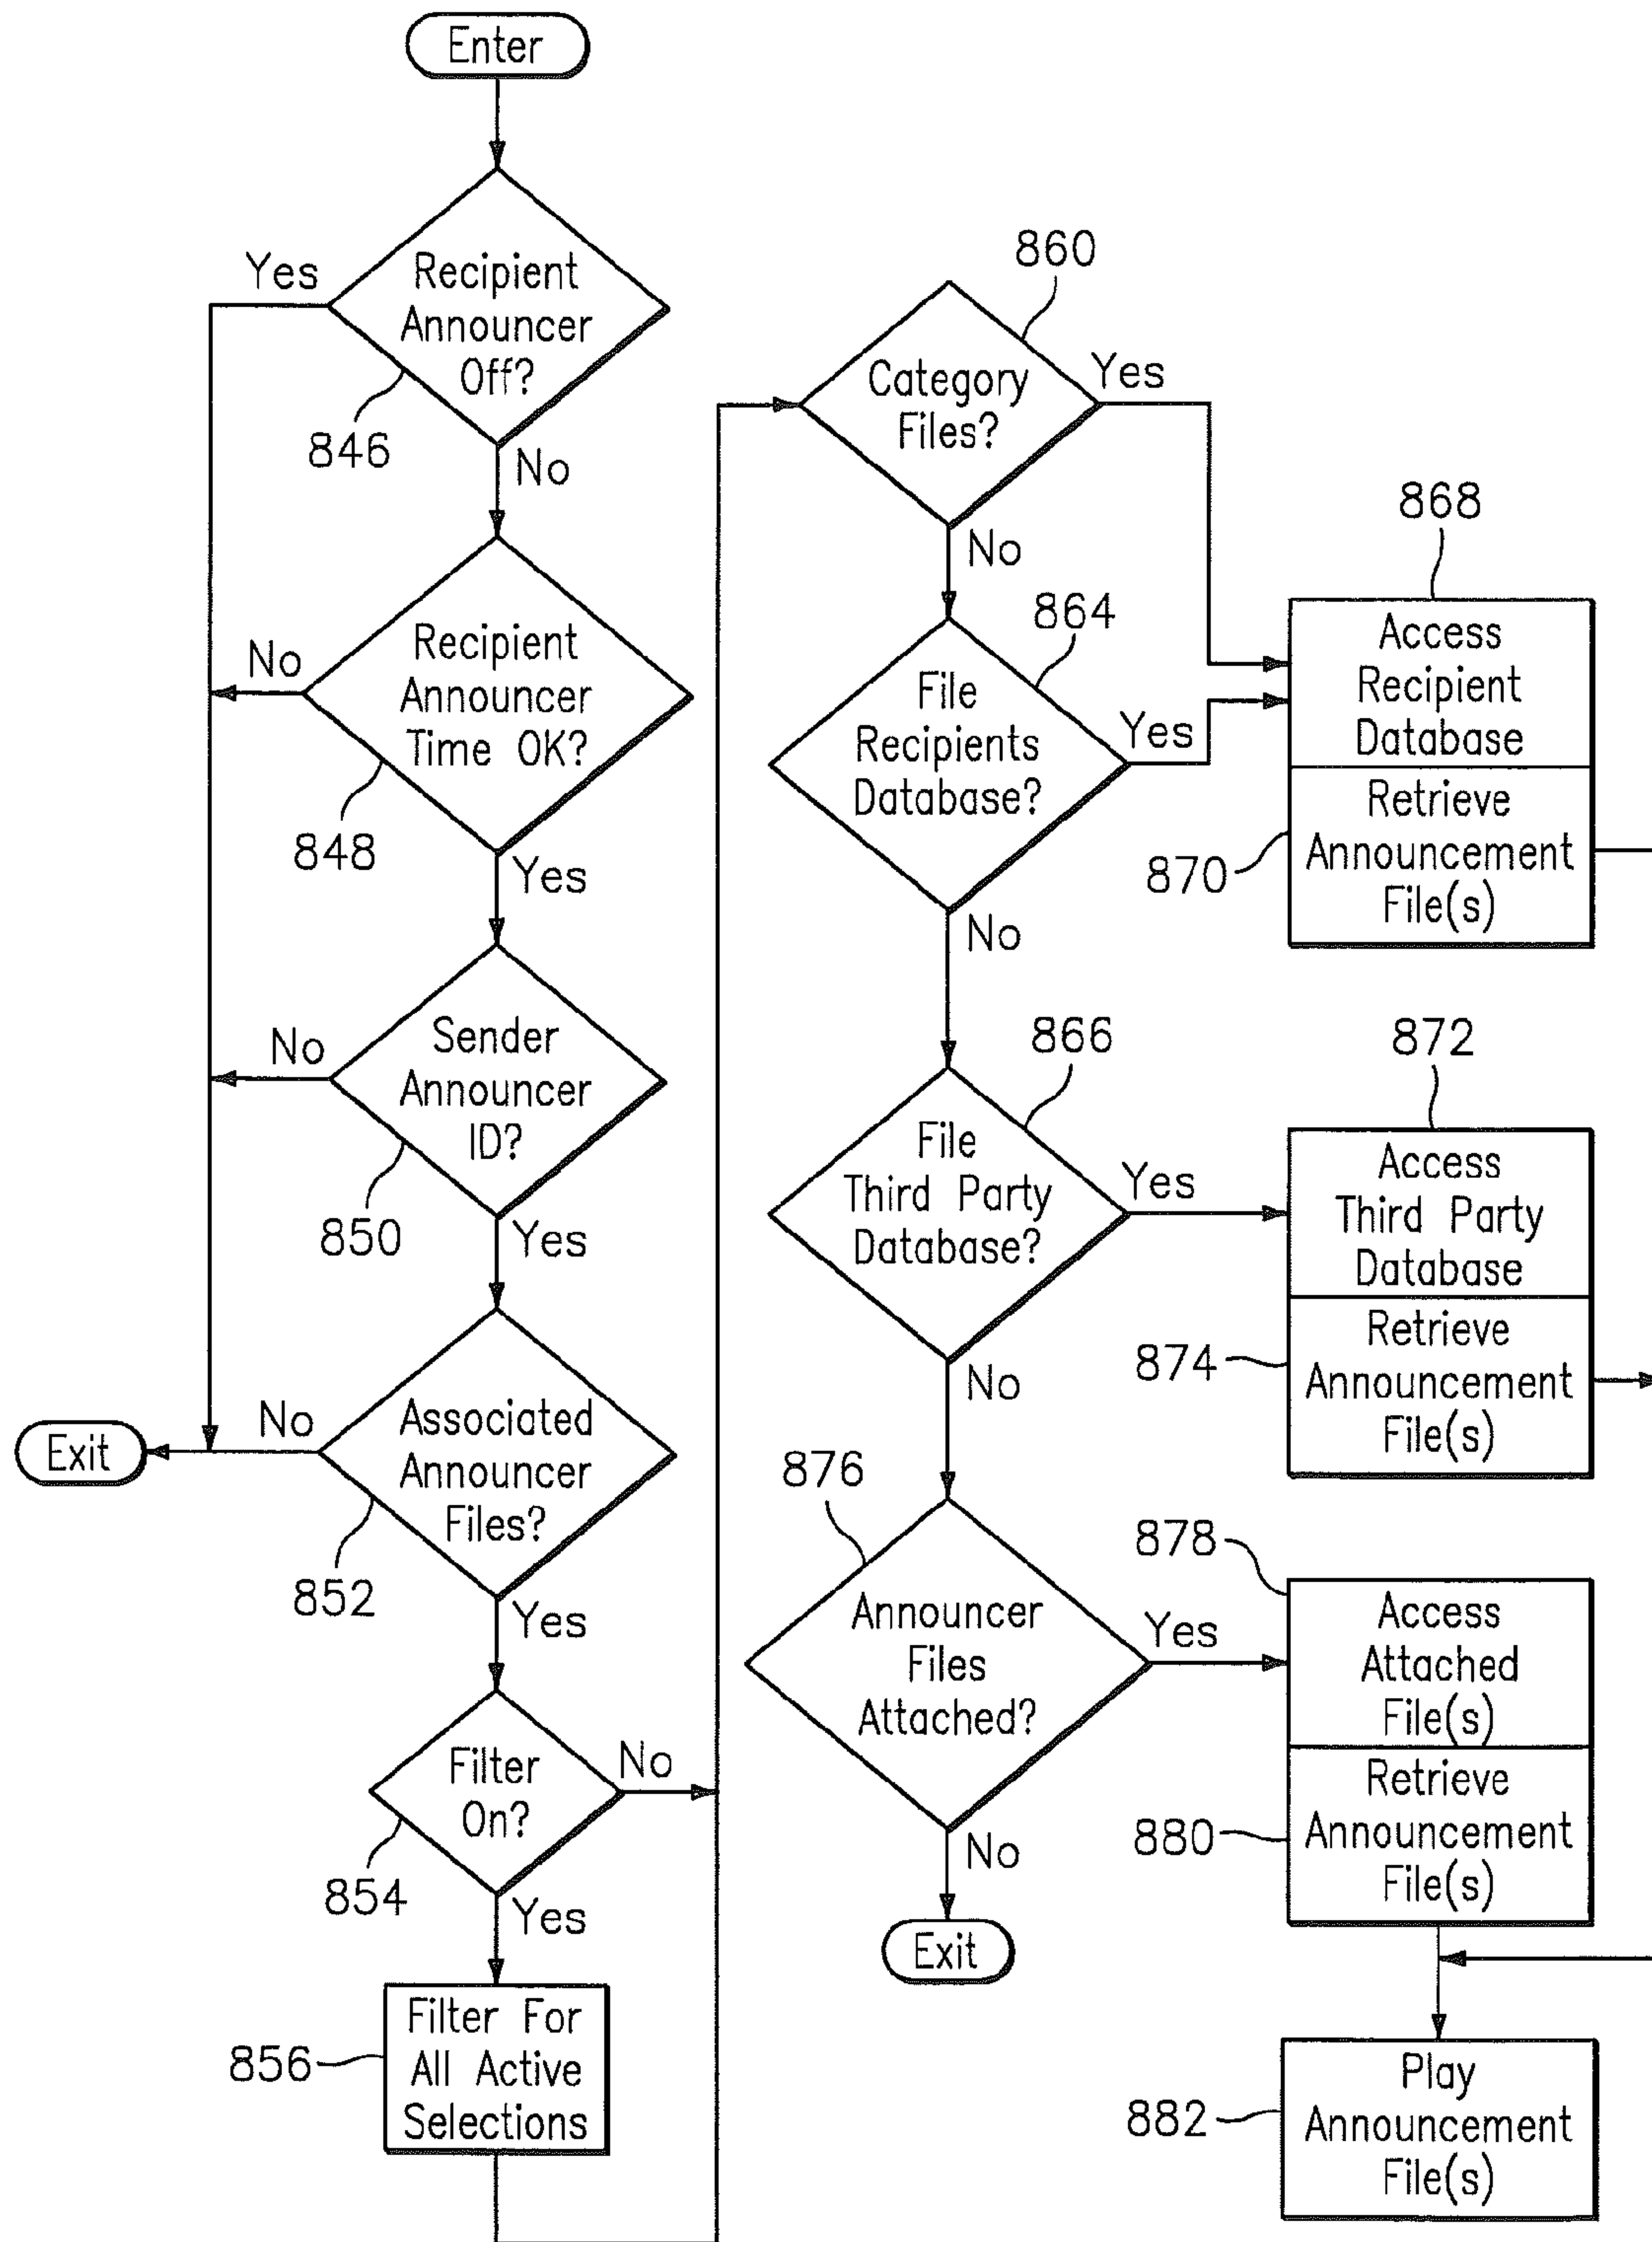 Enter
Yes
Recipient
Announcer
Off?
846
No
No
Recipient
Announcer
Time OK?
848
Yes
No
Sender
Announcer
ID?
850
Yes
Exit
No
Associated
Announcer
Files?
852
Yes
Filter
On?
No
854
Yes
856
Filter For
All Active
Selections
860
Category
Files?
Yes
No
864
File
Recipients
Database?
Yes
No
868
Access
Recipient
Database
870
Retrieve
Announcement
File(s)
866
File
Third Party
Database?
Yes
No
872
Access
Third Party
Database
874
Retrieve
Announcement
File(s)
876
Announcer
Files
Attached?
Yes
No
Exit
878
Access
Attached
File(s)
880
Retrieve
Announcement
File(s)
882
Play
Announcement
File(s)